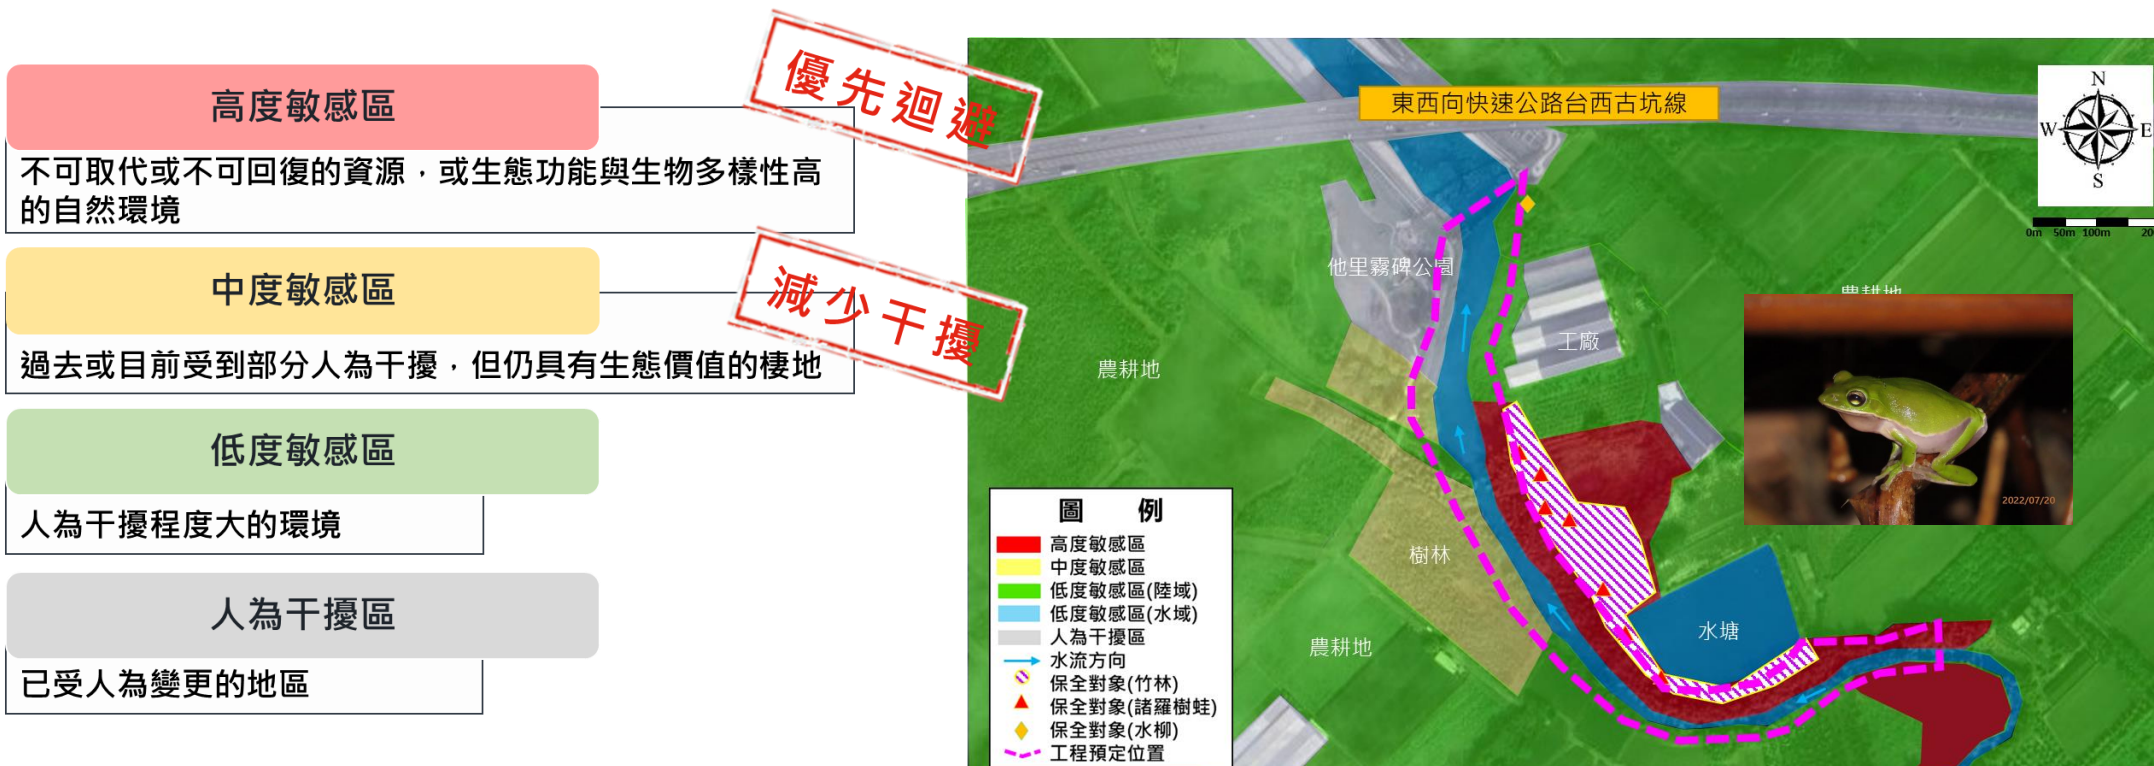 高度敏感區
優先迴避
不可取代或不可回復的資源，或生態功能與生物多樣性高
的自然環境
中度敏感區
減少干擾
過去或目前受到部分人為干擾，但仍具有生態價值的棲地
低度敏感區
人為干擾程度大的環境
人為干擾區
已受人為變更的地區
東西向快速公路台西古坑線
N
W
E
S
0m 50m 100m 20
他里霧碑公園
農耕地
工廠
農耕地
2022/07/20
樹林
水塘
農耕地
圖 例
高度敏感區
中度敏感區
低度敏感區(陸域)
低度敏感區(水域)
人為干擾區
水流方向
保全對象(竹林)
保全對象(諸羅樹蛙)
保全對象(水柳)
工程預定位置